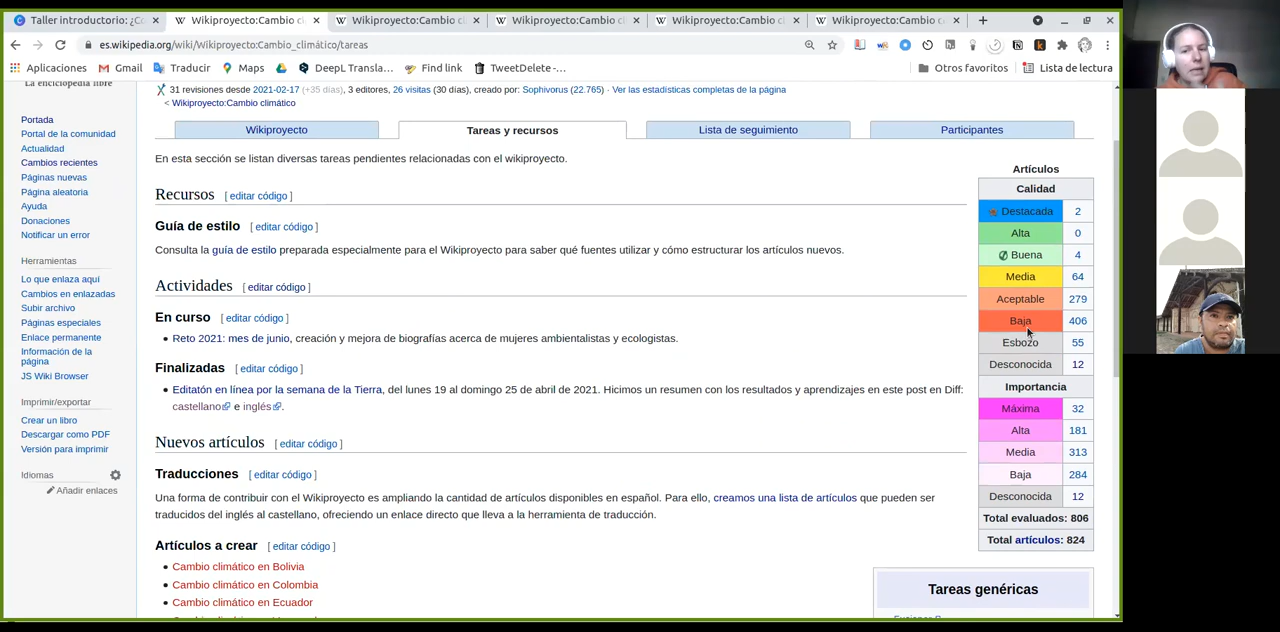 Taller introductorio: ¿Co
Wikiproyecto:Cambio cl
Wikiproyecto:Cambio cl
Wikiproyecto:Cambio c
Wikiproyecto:Cambio cl
Wikiproyecto:Cambio c
es.wikipedia.org/wiki/Wikiproyecto:Cambio_climático/tareas
Aplicaciones
Gmail
Traducir
Maps
DeepL Transla...
Find link
TweetDelete -...
Otros favoritos
Lista de lectura
La enciclopedia libre
31 revisiones desde 2021-02-17 (+35 días), 3 editores, 26 visitas (30 días), creado por: Sophivorus (22.765) · Ver las estadísticas completas de la página
< Wikiproyecto:Cambio climático
Portada
Portal de la comunidad
Actualidad
Cambios recientes
Páginas nuevas
Página aleatoria
Ayuda
Donaciones
Notificar un error
Herramientas
Lo que enlaza aquí
Cambios en enlazadas
Subir archivo
Páginas especiales
Enlace permanente
Información de la
página
JS Wiki Browser
Imprimir/exportar
Crear un libro
Descargar como PDF
Versión para imprimir
Idiomas
Añadir enlaces
Wikiproyecto
Tareas y recursos
Lista de seguimiento
Participantes
En esta sección se listan diversas tareas pendientes relacionadas con el wikiproyecto.
Recursos [ editar código ]
Guía de estilo [ editar código ]
Consulta la guía de estilo preparada especialmente para el Wikiproyecto para saber qué fuentes utilizar y cómo estructurar los artículos nuevos.
Actividades [ editar código ]
En curso [ editar código ]
• Reto 2021: mes de junio, creación y mejora de biografías acerca de mujeres ambientalistas y ecologistas.
Finalizadas [ editar código ]
• Editatón en línea por la semana de la Tierra, del lunes 19 al domingo 25 de abril de 2021. Hicimos un resumen con los resultados y aprendizajes en este post en Diff:
castellano e inglés.
Nuevos artículos [ editar código ]
Traducciones [ editar código ]
Una forma de contribuir con el Wikiproyecto es ampliando la cantidad de artículos disponibles en español. Para ello, creamos una lista de artículos que pueden ser
traducidos del inglés al castellano, ofreciendo un enlace directo que lleva a la herramienta de traducción.
Artículos a crear [ editar código ]
• Cambio climático en Bolivia
• Cambio climático en Colombia
• Cambio climático en Ecuador
Artículos
Calidad
Destacada 2
Alta 0
Buena 4
Media 64
Aceptable 279
Baja 406
Esbozo 55
Desconocida 12
Importancia
Máxima 32
Alta 181
Media 313
Baja 284
Desconocida 12
Total evaluados: 806
Total artículos: 824
Tareas genéricas